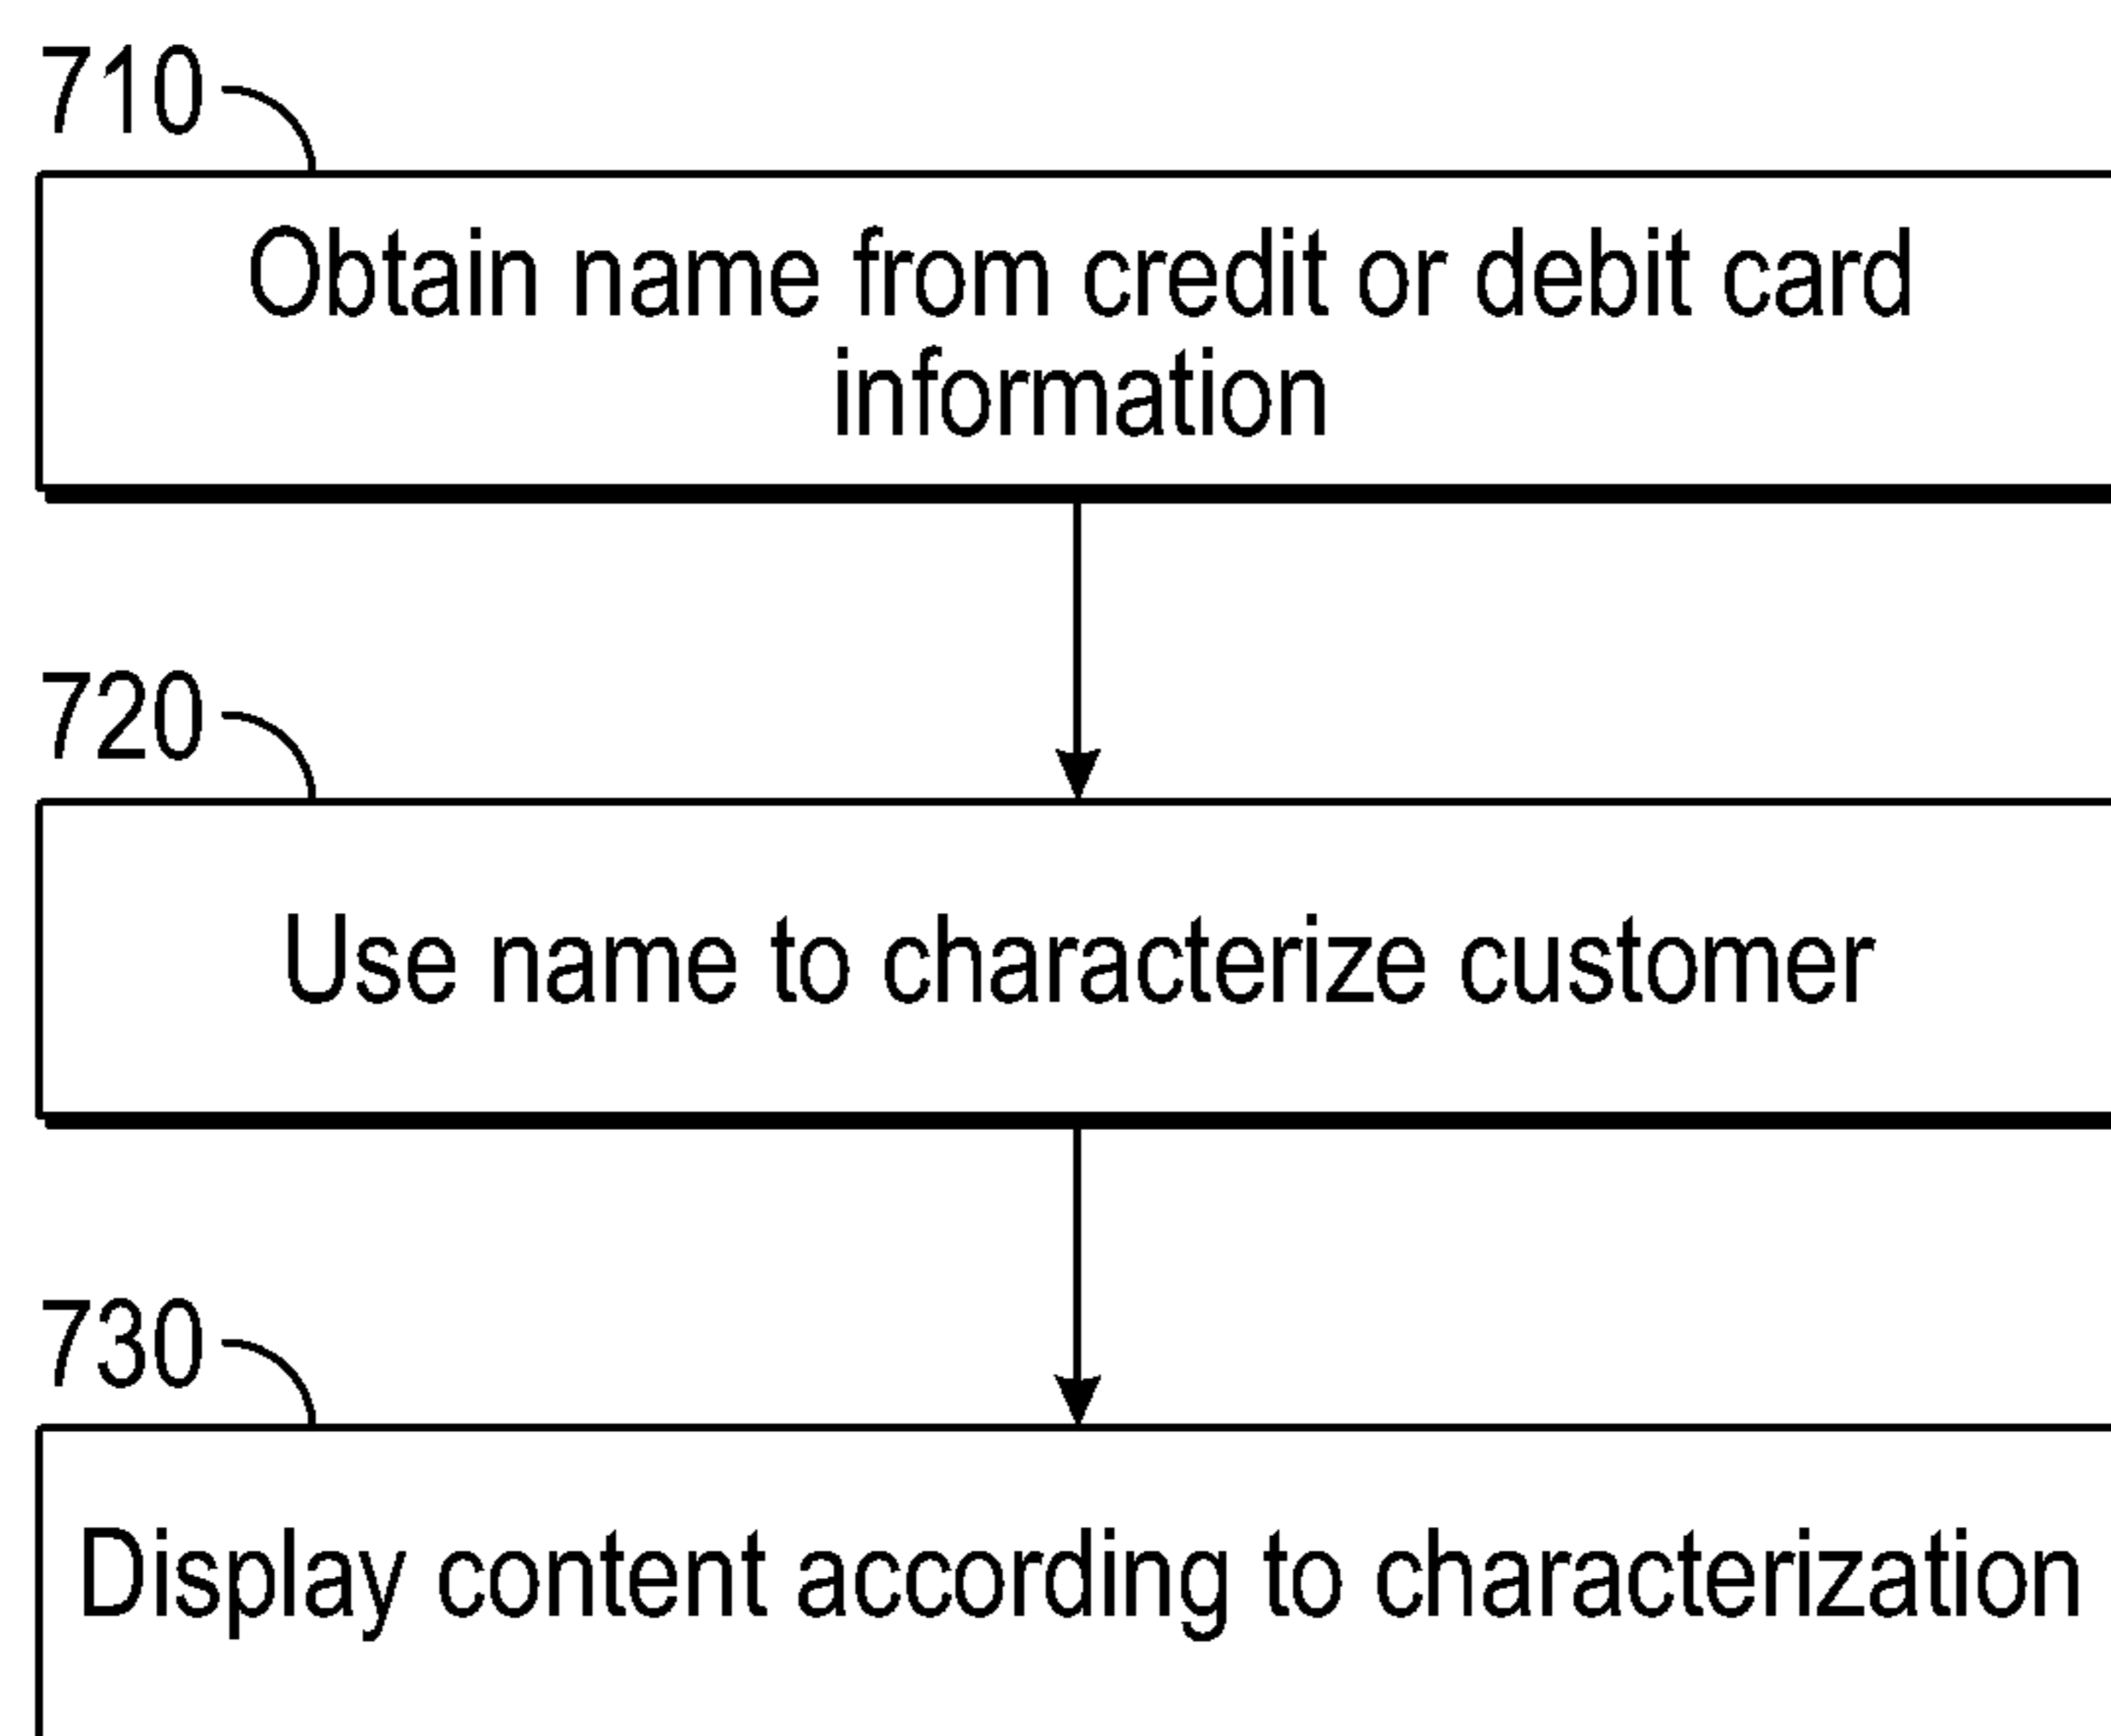 710
Obtain name from credit or debit card
information
720
Use name to characterize customer
730
Display content according to characterization